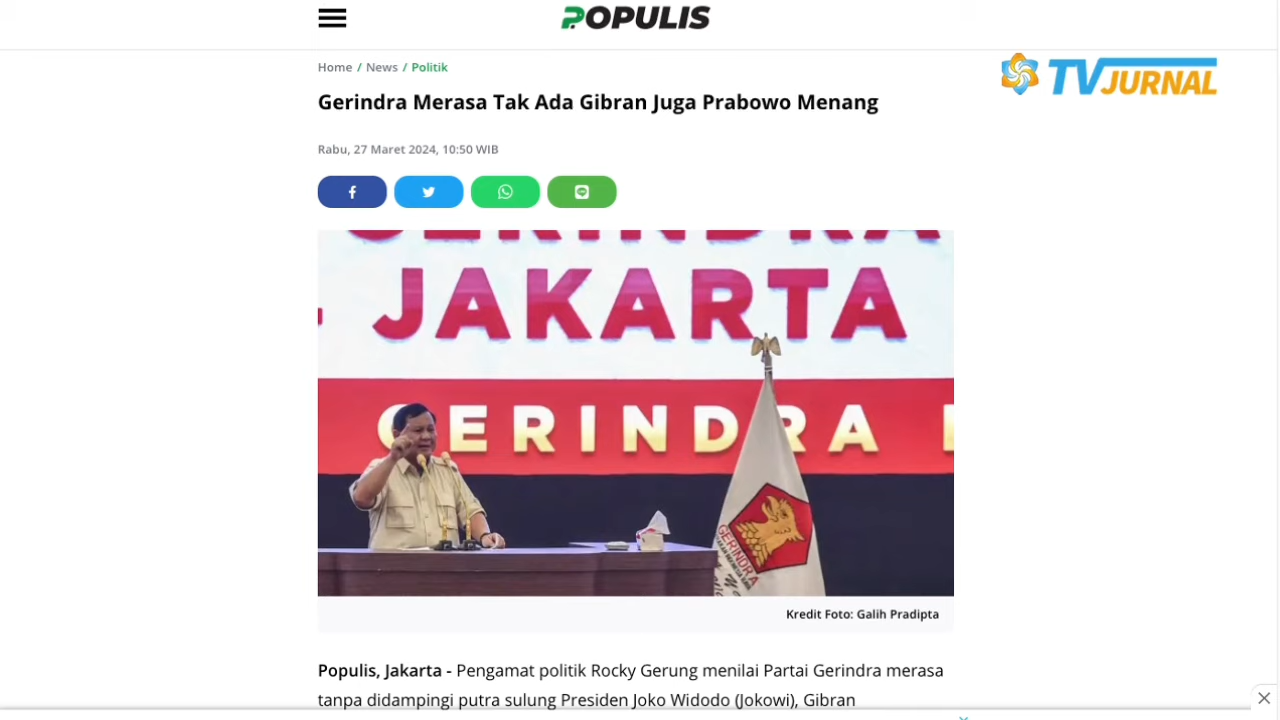 POPULIS
Home / News / Politik
TVJURNAL
Gerindra Merasa Tak Ada Gibran Juga Prabowo Menang
Rabu, 27 Maret 2024, 10:50 WIB
GERINDRA
JAKARTA
GERINDRA
GERINDRA
Kredit Foto: Galih Pradipta
Populis, Jakarta - Pengamat politik Rocky Gerung menilai Partai Gerindra merasa
tanpa didampingi putra sulung Presiden Joko Widodo (Jokowi), Gibran